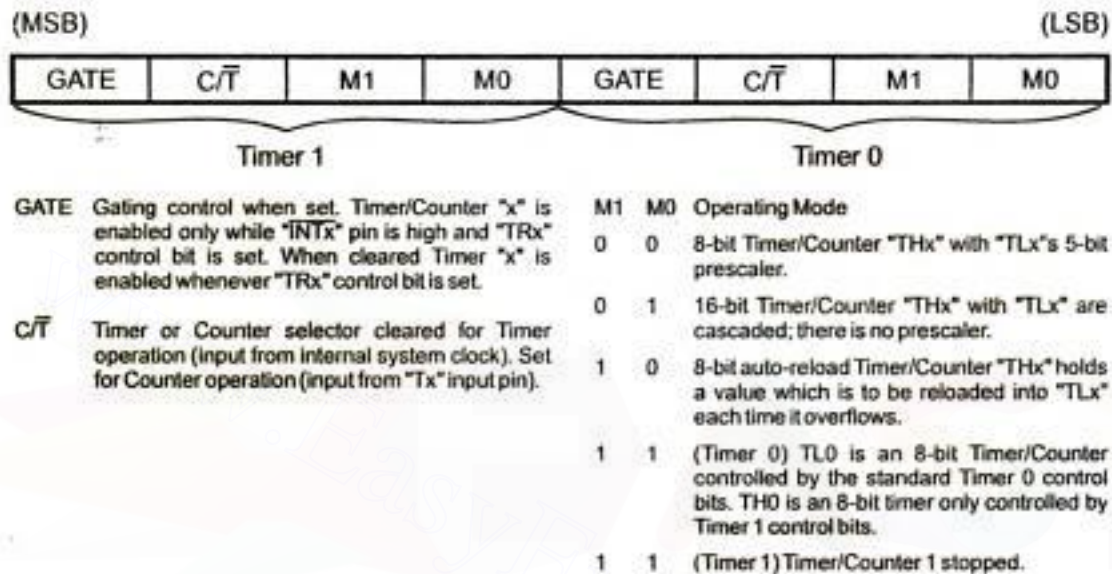 (MSB) (LSB)
GATE C/T̅ M1 M0 GATE C/T̅ M1 M0
Timer 1 Timer 0
GATE Gating control when set. Timer/Counter "x" is
enabled only while "I̅N̅T̅x̅" pin is high and "TRx"
control bit is set. When cleared Timer "x" is
enabled whenever "TRx" control bit is set.
C/T̅ Timer or Counter selector cleared for Timer
operation (input from internal system clock). Set
for Counter operation (input from "Tx" input pin).
M1 M0 Operating Mode
0 0 8-bit Timer/Counter "THx" with "TLx"s 5-bit
prescaler.
0 1 16-bit Timer/Counter "THx" with "TLx" are
cascaded; there is no prescaler.
1 0 8-bit auto-reload Timer/Counter "THx" holds
a value which is to be reloaded into "TLx"
each time it overflows.
1 1 (Timer 0) TL0 is an 8-bit Timer/Counter
controlled by the standard Timer 0 control
bits. TH0 is an 8-bit timer only controlled by
Timer 1 control bits.
1 1 (Timer 1) Timer/Counter 1 stopped.